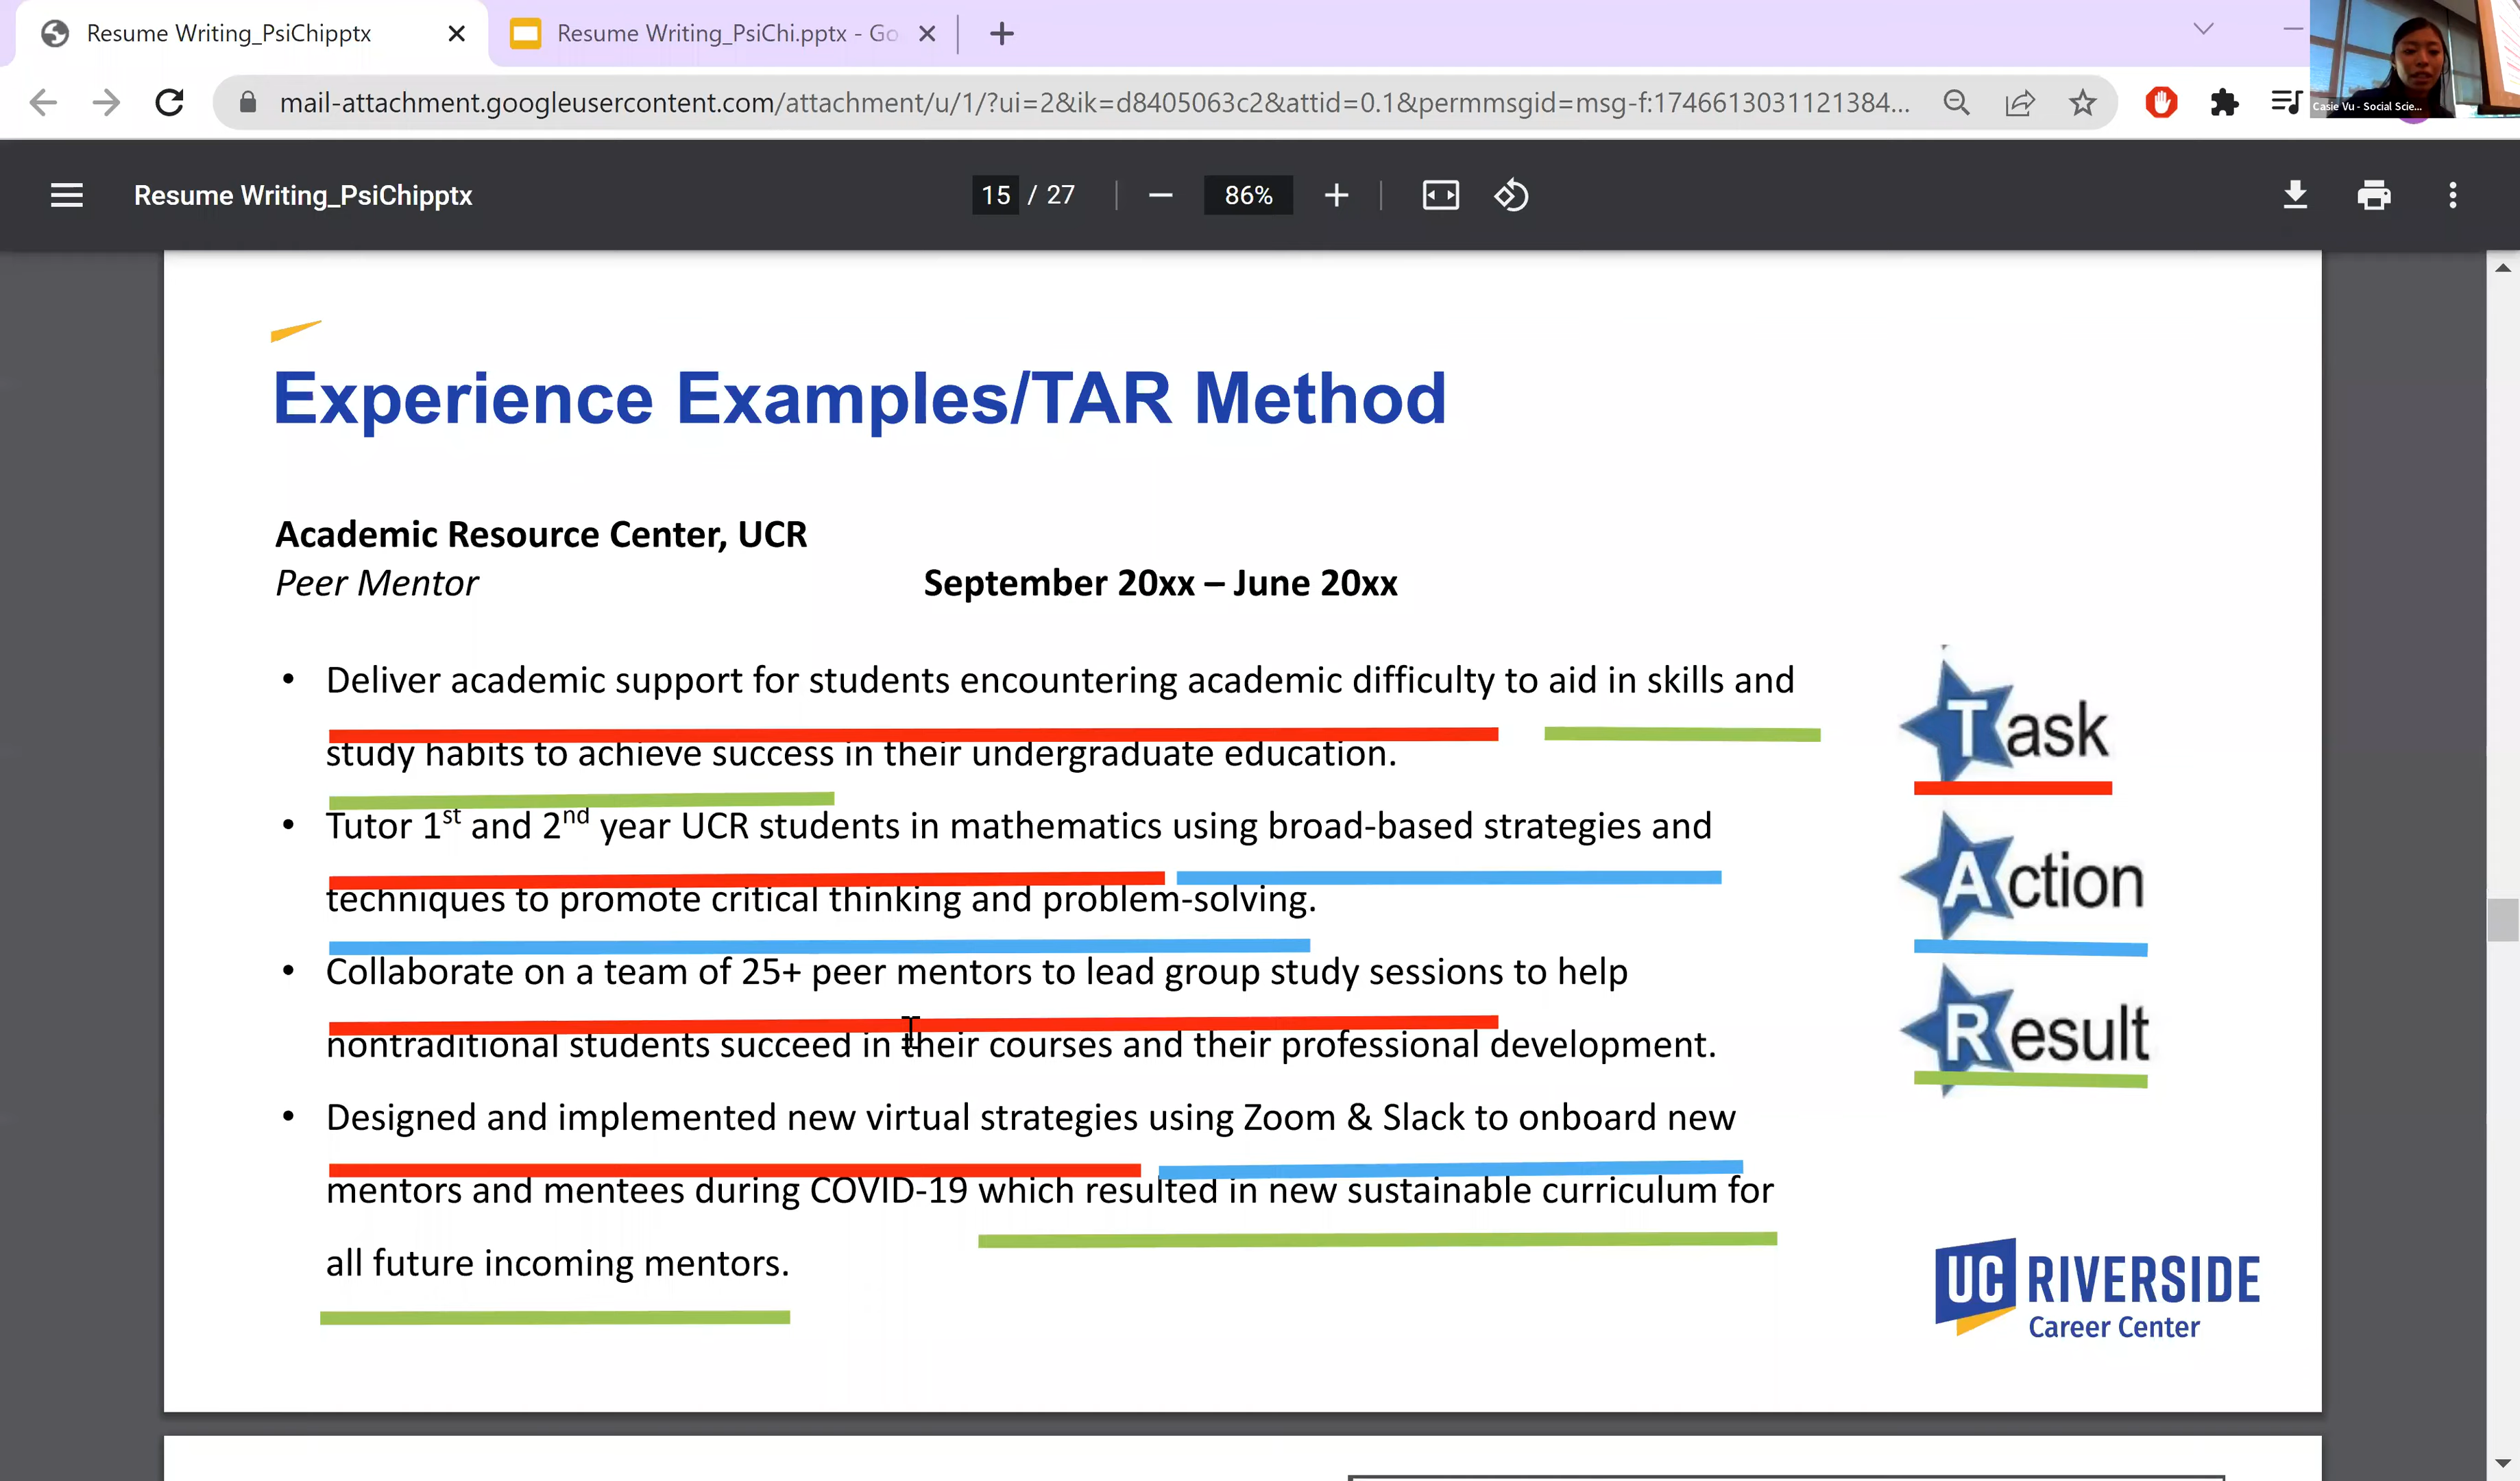 Resume Writing_PsiChipptx
Resume Writing_PsiChi.pptx - Go
mail-attachment.googleusercontent.com/attachment/u/1/?ui=2&ik=d8405063c2&attid=0.1&permmsgid=msg-f:1746613031121384...
Casie Vu - Social Scie...
Resume Writing_PsiChipptx
15 / 27
86%
Experience Examples/TAR Method
Academic Resource Center, UCR
Peer Mentor September 20xx – June 20xx
• Deliver academic support for students encountering academic difficulty to aid in skills and
study habits to achieve success in their undergraduate education.
• Tutor 1st and 2nd year UCR students in mathematics using broad-based strategies and
techniques to promote critical thinking and problem-solving.
• Collaborate on a team of 25+ peer mentors to lead group study sessions to help
nontraditional students succeed in their courses and their professional development.
• Designed and implemented new virtual strategies using Zoom & Slack to onboard new
mentors and mentees during COVID-19 which resulted in new sustainable curriculum for
all future incoming mentors.
Task
Action
Result
UC RIVERSIDE
Career Center